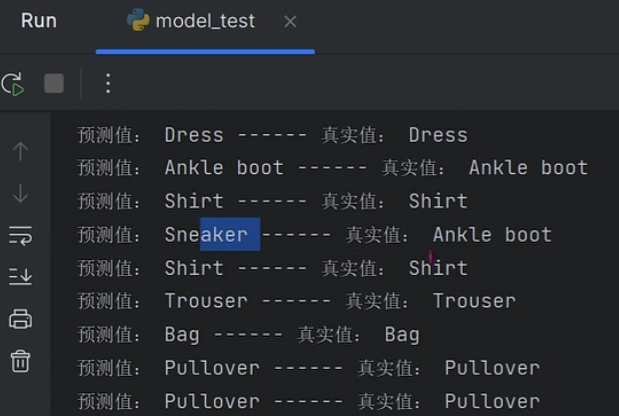 Run model_test
预测值： Dress ------ 真实值： Dress
预测值： Ankle boot ------ 真实值： Ankle boot
预测值： Shirt ------ 真实值： Shirt
预测值： Sneaker ------ 真实值： Ankle boot
预测值： Shirt ------ 真实值： Shirt
预测值： Trouser ------ 真实值： Trouser
预测值： Bag ------ 真实值： Bag
预测值： Pullover ------ 真实值： Pullover
预测值： Pullover ------ 真实值： Pullover